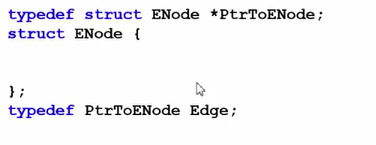 typedef struct ENode *PtrToENode;
struct ENode {
};
typedef PtrToENode Edge;